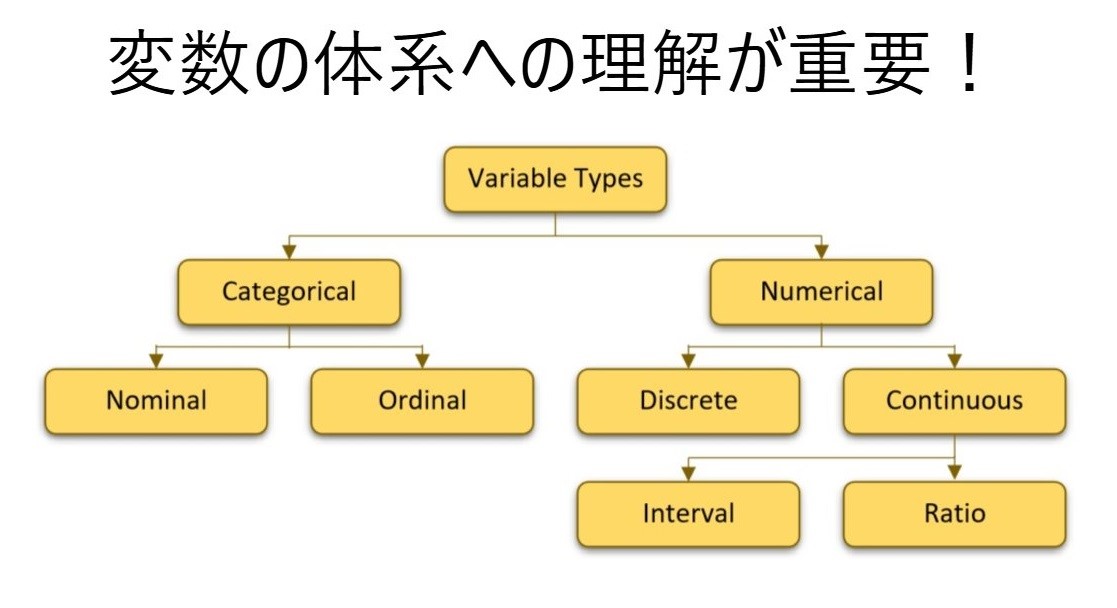 変数の体系への理解が重要！
Variable Types
Categorical
Numerical
Nominal
Ordinal
Discrete
Continuous
Interval
Ratio